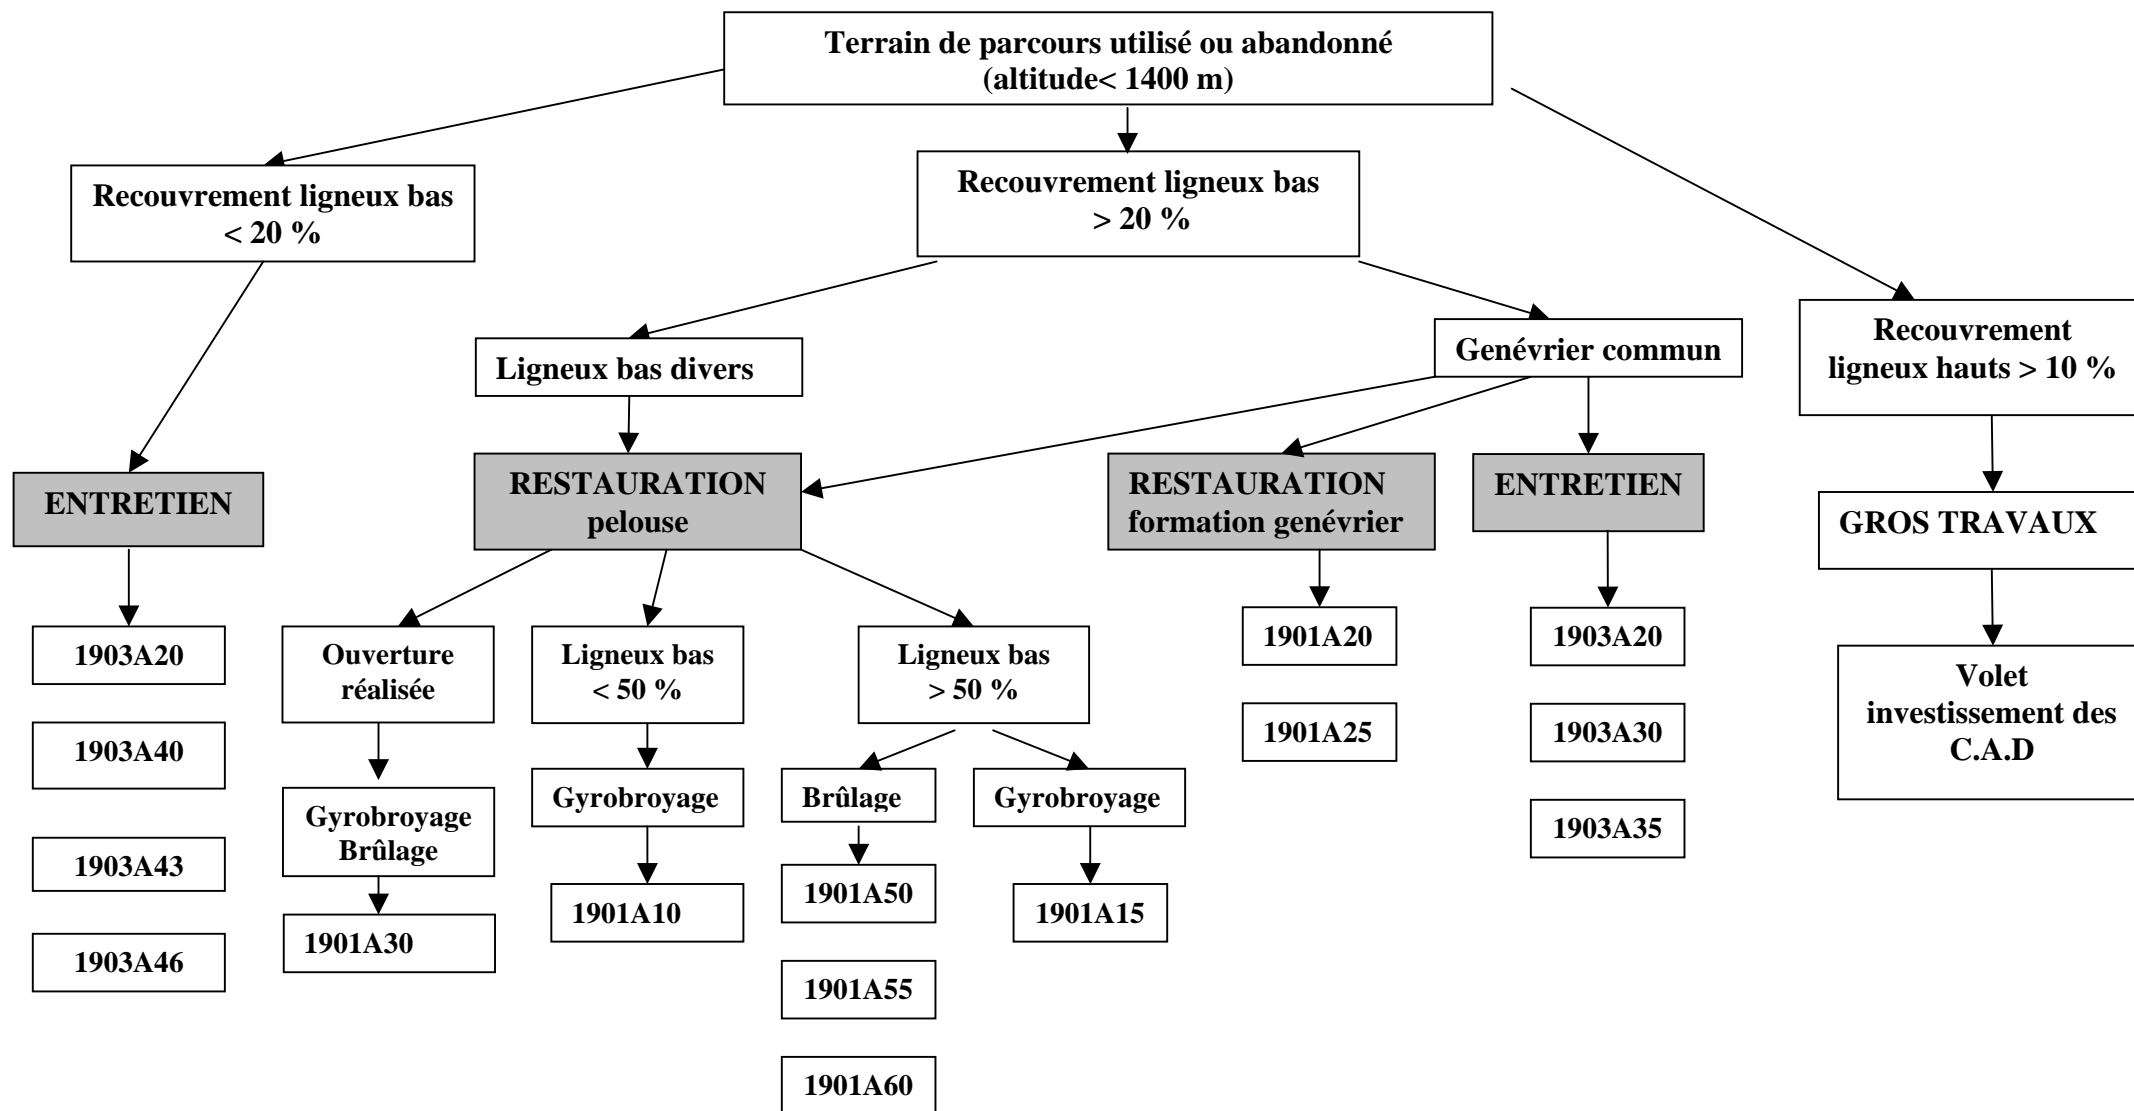 Terrain de parcours utilisé ou abandonné
(altitude< 1400 m)
Recouvrement ligneux bas
< 20 %
Recouvrement ligneux bas
> 20 %
Recouvrement
ligneux hauts > 10 %
Ligneux bas divers
Genévrier commun
ENTRETIEN
RESTAURATION
pelouse
RESTAURATION
formation genévrier
ENTRETIEN
GROS TRAVAUX
1903A20
1903A40
1903A43
1903A46
Ouverture
réalisée
Gyrobroyage
Brûlage
1901A30
Ligneux bas
< 50 %
Gyrobroyage
1901A10
Ligneux bas
> 50 %
Brûlage
1901A50
1901A55
1901A60
Gyrobroyage
1901A15
1901A20
1901A25
1903A20
1903A30
1903A35
Volet
investissement des
C.A.D